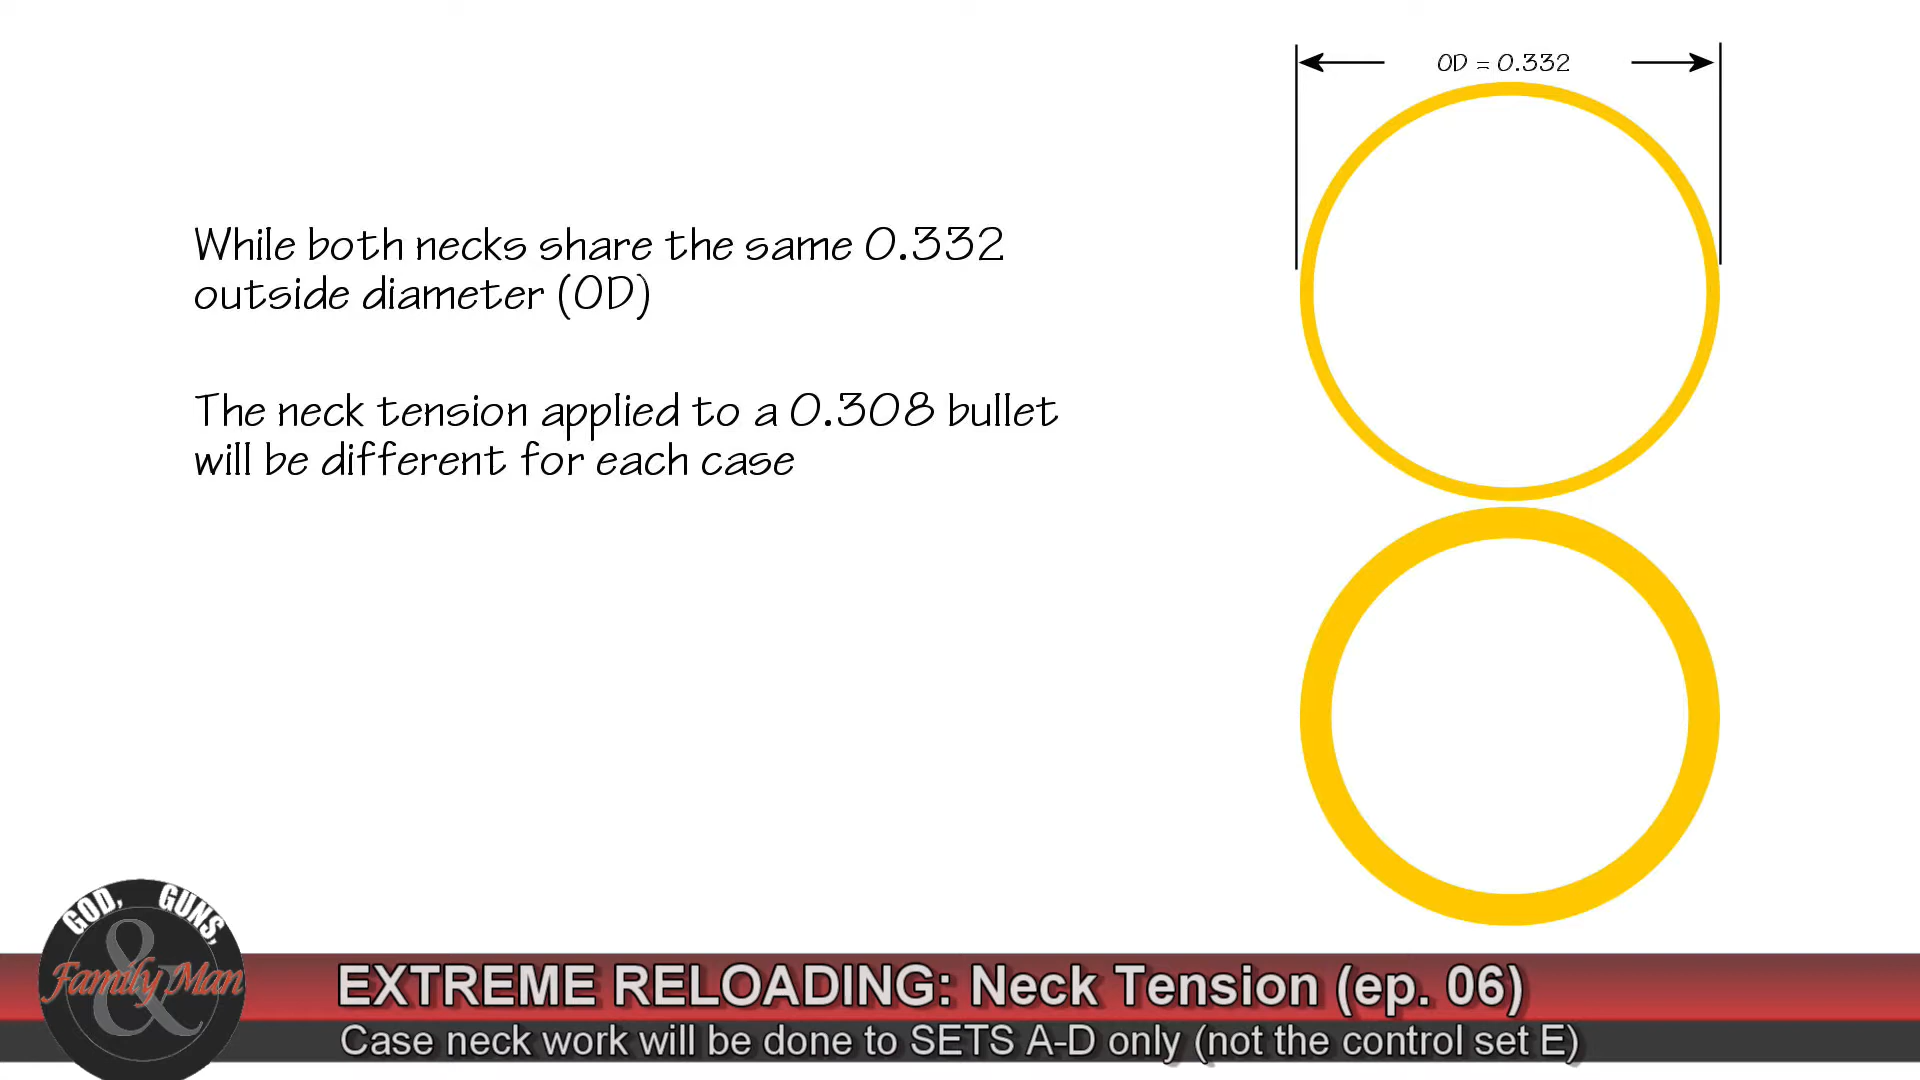 OD = 0.332
While both necks share the same 0.332
outside diameter (OD)
The neck tension applied to a 0.308 bullet
will be different for each case
GOD, GUNS,
&
Family Man
EXTREME RELOADING: Neck Tension (ep. 06)
Case neck work will be done to SETS A-D only (not the control set E)